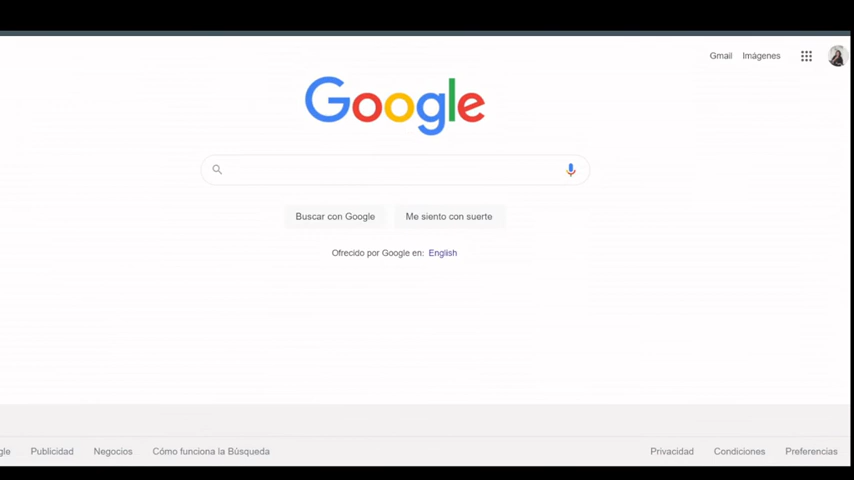 Gmail Imágenes
Google
Buscar con Google Me siento con suerte
Ofrecido por Google en: English
Publicidad Negocios Cómo funciona la Búsqueda Privacidad Condiciones Preferencias